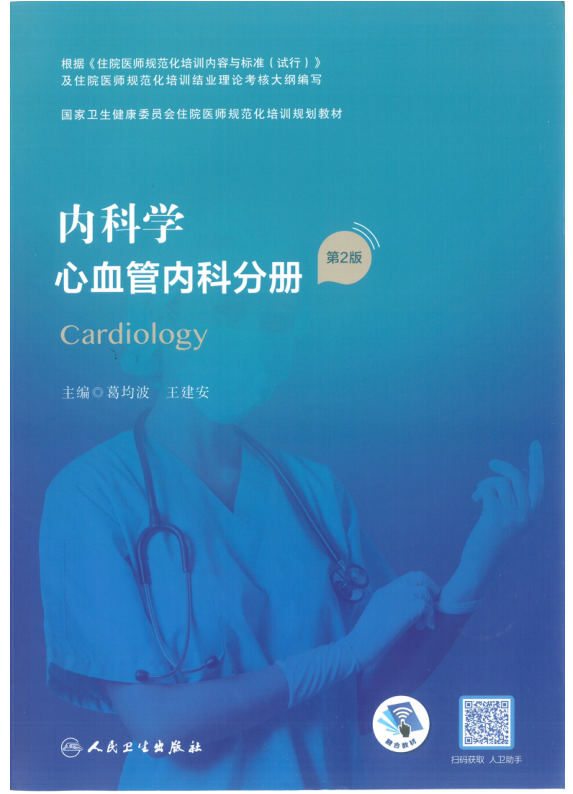 根据《住院医师规范化培训内容与标准（试行）》
及住院医师规范化培训结业理论考核大纲编写
国家卫生健康委员会住院医师规范化培训规划教材
内科学
心血管内科分册
第2版
Cardiology
主编◎葛均波 王建安
融合教材
人民卫生出版社
扫码获取 人卫助手